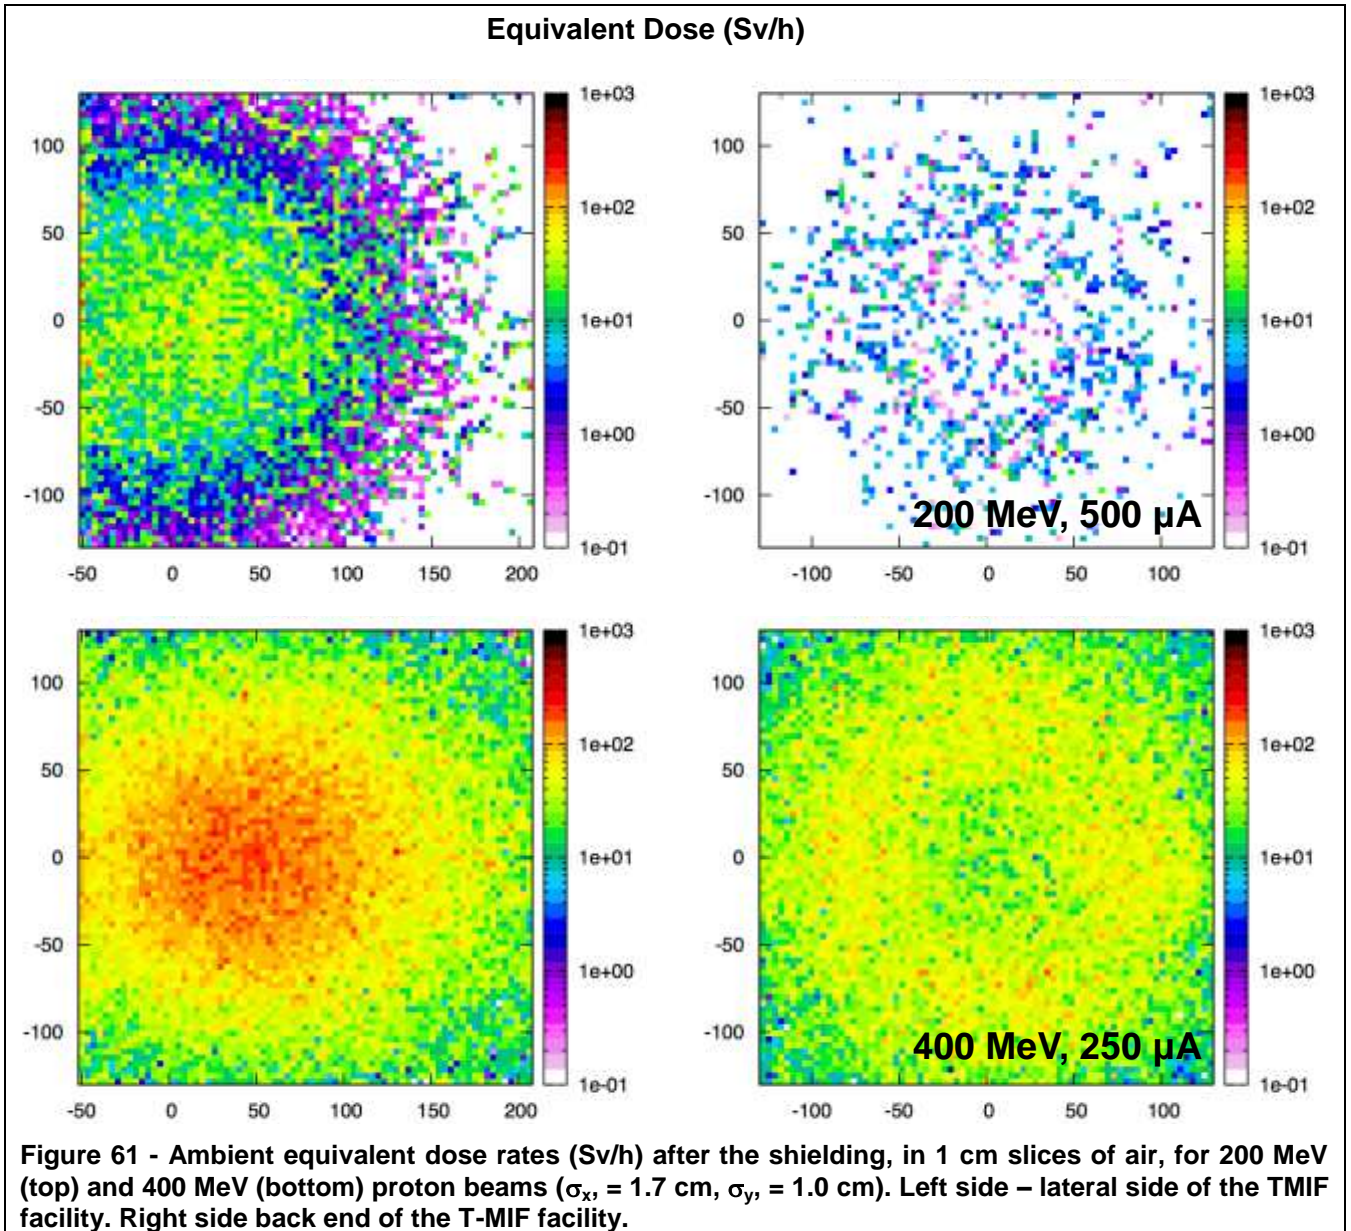 Equivalent Dose (Sv/h)
1e+03
1e+02
1e+01
1e+00
1e-01
100
50
0
-50
-100
-50 0 50 100 150 200
1e+03
1e+02
1e+01
1e+00
1e-01
100
50
0
-50
-100
-100 -50 0 50 100
200 MeV, 500 µA
1e+03
1e+02
1e+01
1e+00
1e-01
100
50
0
-50
-100
-50 0 50 100 150 200
1e+03
1e+02
1e+01
1e+00
1e-01
100
50
0
-50
-100
-100 -50 0 50 100
400 MeV, 250 µA
Figure 61 - Ambient equivalent dose rates (Sv/h) after the shielding, in 1 cm slices of air, for 200 MeV
(top) and 400 MeV (bottom) proton beams (σx, = 1.7 cm, σy, = 1.0 cm). Left side – lateral side of the TMIF
facility. Right side back end of the T-MIF facility.